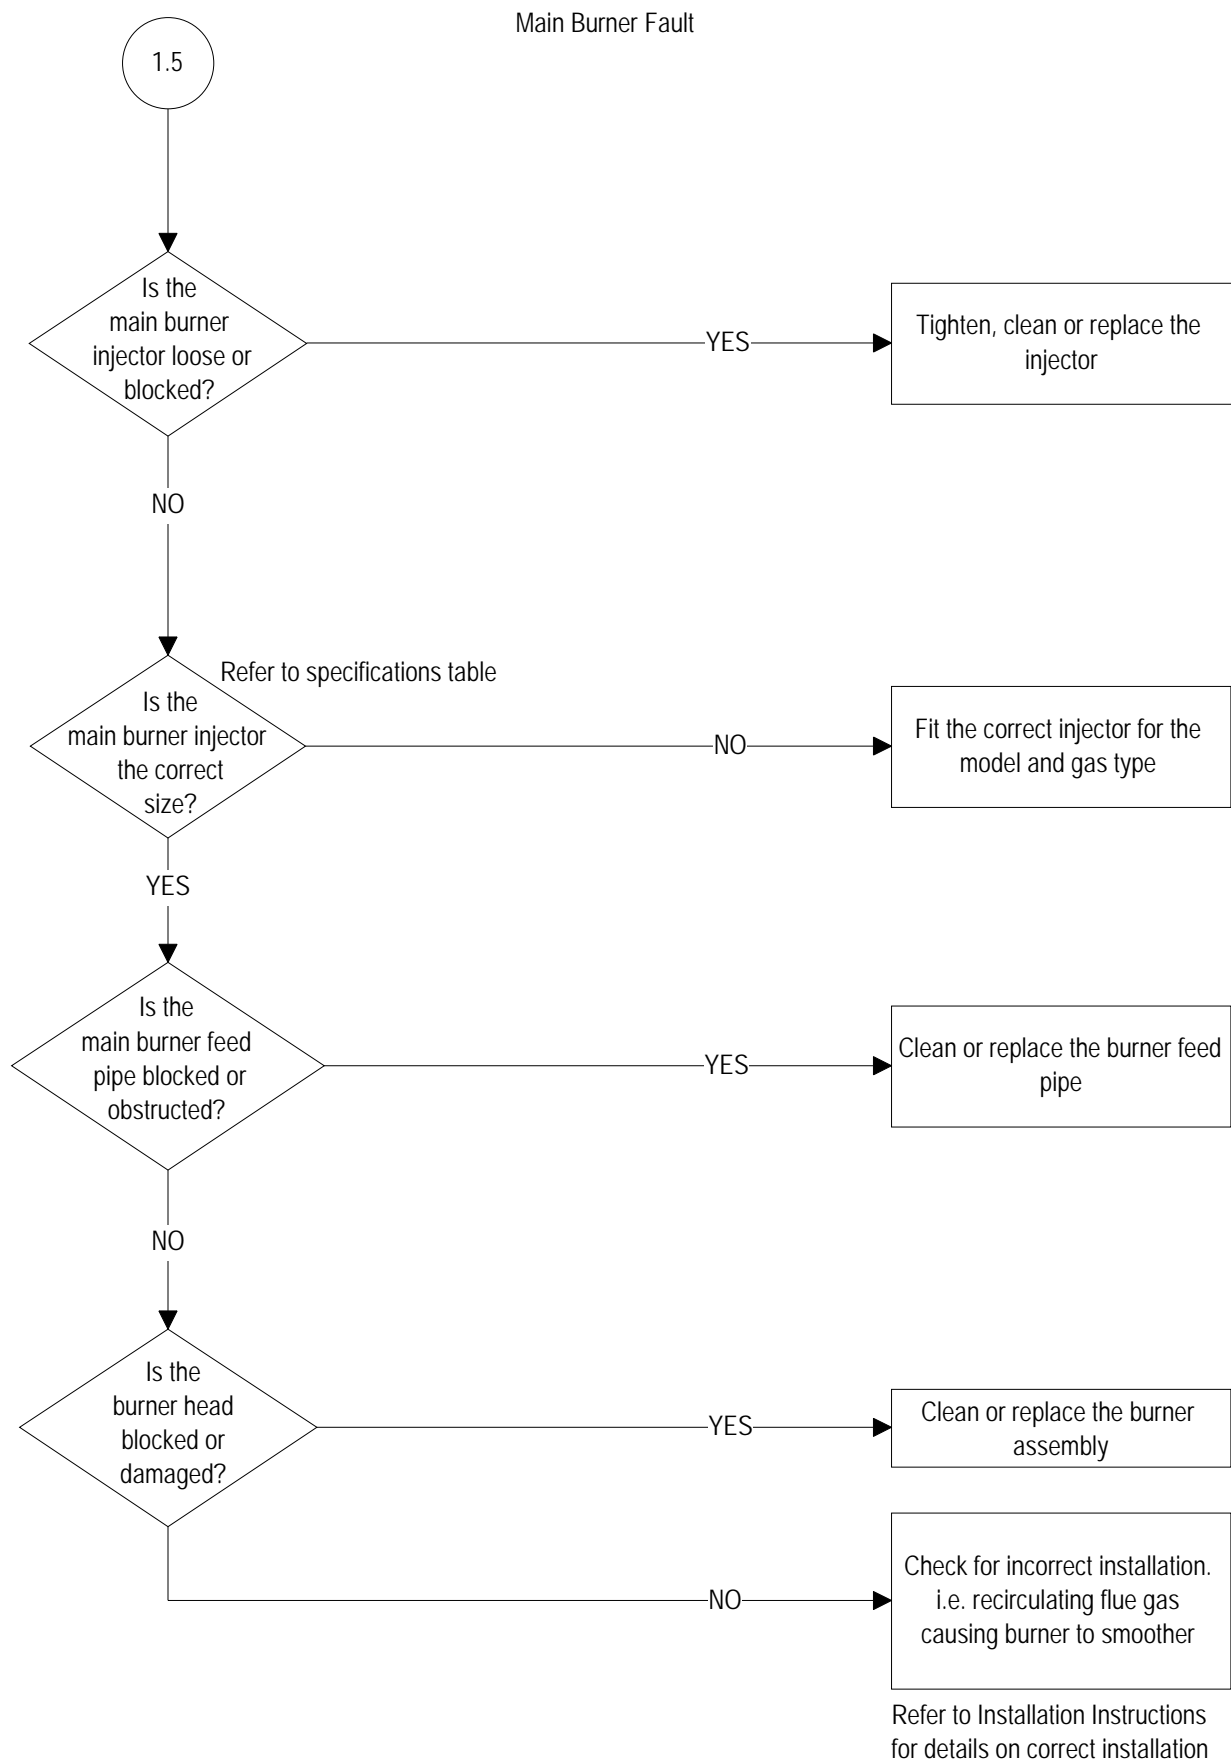 Main Burner Fault
1.5
Is the
main burner
injector loose or
blocked?
YES
Tighten, clean or replace the
injector
NO
Refer to specifications table
Is the
main burner injector
the correct
size?
NO
Fit the correct injector for the
model and gas type
YES
Is the
main burner feed
pipe blocked or
obstructed?
YES
Clean or replace the burner feed
pipe
NO
Is the
burner head
blocked or
damaged?
YES
Clean or replace the burner
assembly
NO
Check for incorrect installation.
i.e. recirculating flue gas
causing burner to smoother
Refer to Installation Instructions
for details on correct installation